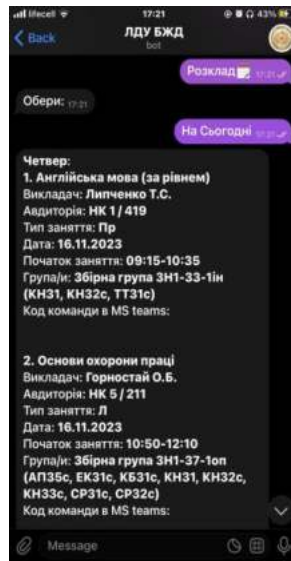 lifecell
17:21
43%
Back
ЛДУ БЖД
bot
Розклад 17:21
Обери: 17:21
На Сьогодні 17:21
Четвер:
1. Англійська мова (за рівнем)
Викладач: Липченко Т.С.
Авдиторія: НК 1 / 419
Тип заняття: Пр
Дата: 16.11.2023
Початок заняття: 09:15-10:35
Група/и: Збірна група ЗН1-33-1ін
(КН31, КН32с, ТТ31с)
Код команди в MS teams:
2. Основи охорони праці
Викладач: Горностай О.Б.
Авдиторія: НК 5 / 211
Тип заняття: Л
Дата: 16.11.2023
Початок заняття: 10:50-12:10
Група/и: Збірна група ЗН1-37-1оп
(АП35с, ЕК31с, КБ31с, КН31, КН32с,
КН33с, СР31с, СР32с)
Код команди в MS teams:
Message